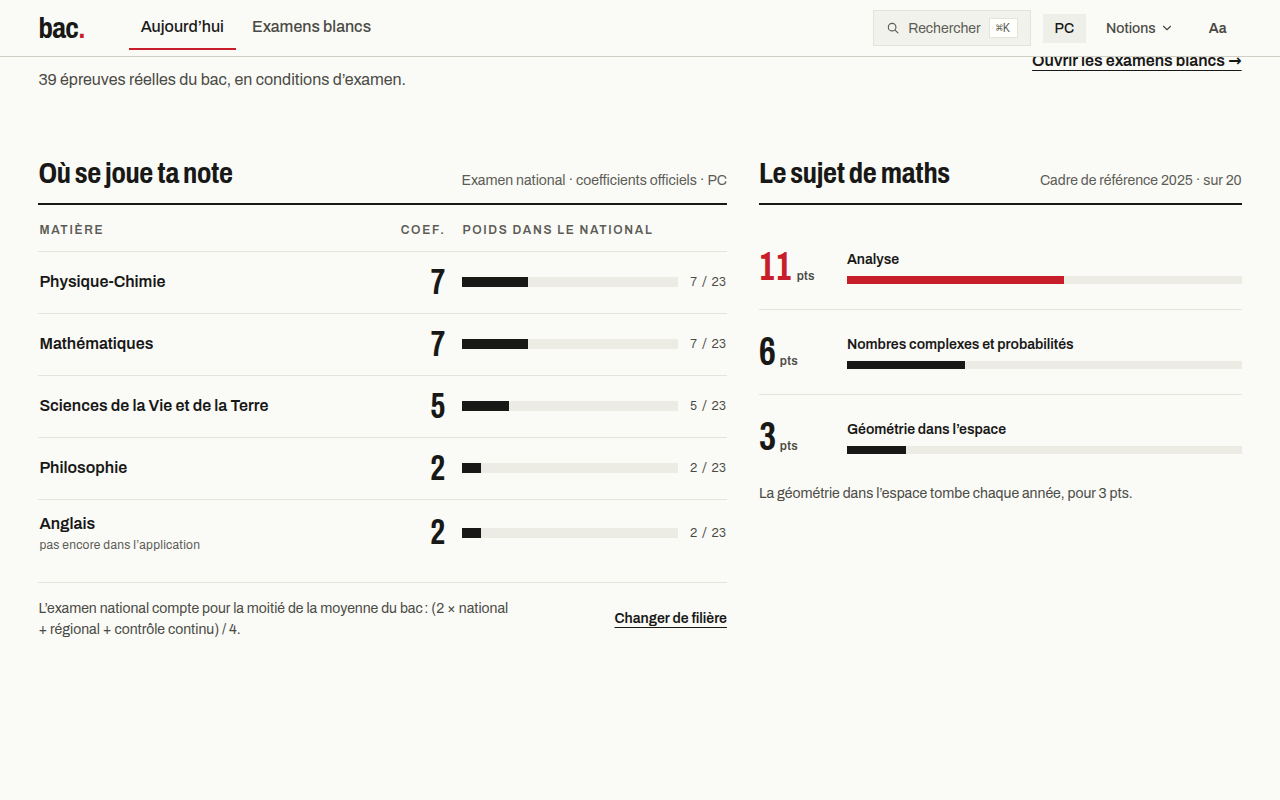 bac.
Aujourd’hui
Examens blancs
Rechercher ⌘K
PC
Notions
Aa
39 épreuves réelles du bac, en conditions d’examen.
Ouvrir les examens blancs →
Où se joue ta note
Examen national · coefficients officiels · PC
MATIÈRE COEF. POIDS DANS LE NATIONAL
Physique-Chimie 7 7 / 23
Mathématiques 7 7 / 23
Sciences de la Vie et de la Terre 5 5 / 23
Philosophie 2 2 / 23
Anglais 2 2 / 23
pas encore dans l’application
L’examen national compte pour la moitié de la moyenne du bac : (2 × national
+ régional + contrôle continu) / 4.
Changer de filière
Le sujet de maths
Cadre de référence 2025 · sur 20
11 pts Analyse
6 pts Nombres complexes et probabilités
3 pts Géométrie dans l’espace
La géométrie dans l’espace tombe chaque année, pour 3 pts.